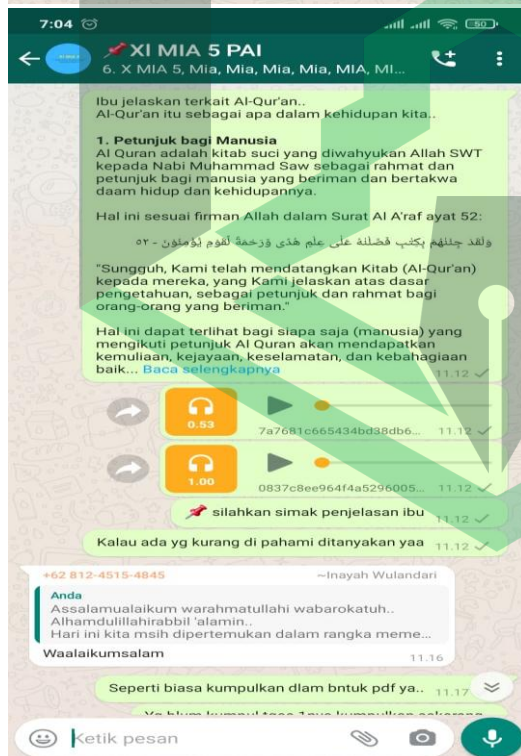 7:04
50
📌XI MIA 5 PAI
6. X MIA 5, Mia, Mia, Mia, Mia, MIA, MI...
Ibu jelaskan terkait Al-Qur'an..
Al-Qur'an itu sebagai apa dalam kehidupan kita..
1. Petunjuk bagi Manusia
Al Quran adalah kitab suci yang diwahyukan Allah SWT
kepada Nabi Muhammad Saw sebagai rahmat dan
petunjuk bagi manusia yang beriman dan bertakwa
daam hidup dan kehidupannya.
Hal ini sesuai firman Allah dalam Surat Al A'raf ayat 52:
وَلَقَدْ جِئْنٰهُمْ بِكِتٰبٍ فَصَّلْنٰهُ عَلٰى عِلْمٍ هُدًى وَّرَحْمَةً لِّقَوْمٍ يُّؤْمِنُوْنَ - ٥٢
"Sungguh, Kami telah mendatangkan Kitab (Al-Qur'an)
kepada mereka, yang Kami jelaskan atas dasar
pengetahuan, sebagai petunjuk dan rahmat bagi
orang-orang yang beriman."
Hal ini dapat terlihat bagi siapa saja (manusia) yang
mengikuti petunjuk Al Quran akan mendapatkan
kemuliaan, kejayaan, keselamatan, dan kebahagiaan
baik... Baca selengkapnya
11.12
0.53
7a7681c665434bd38db6... 11.12
1.00
0837c8ee964f4a5296005... 11.12
📌 silahkan simak penjelasan ibu 11.12
Kalau ada yg kurang di pahami ditanyakan yaa 11.12
+62 812-4515-4845 ~Inayah Wulandari
Anda
Assalamualaikum warahmatullahi wabarokatuh..
Alhamdulillahirabbil 'alamin..
Hari ini kita msih dipertemukan dalam rangka meme...
Waalaikumsalam
11.16
Seperti biasa kumpulkan dlam bntuk pdf ya.. 11.17
Ketik pesan